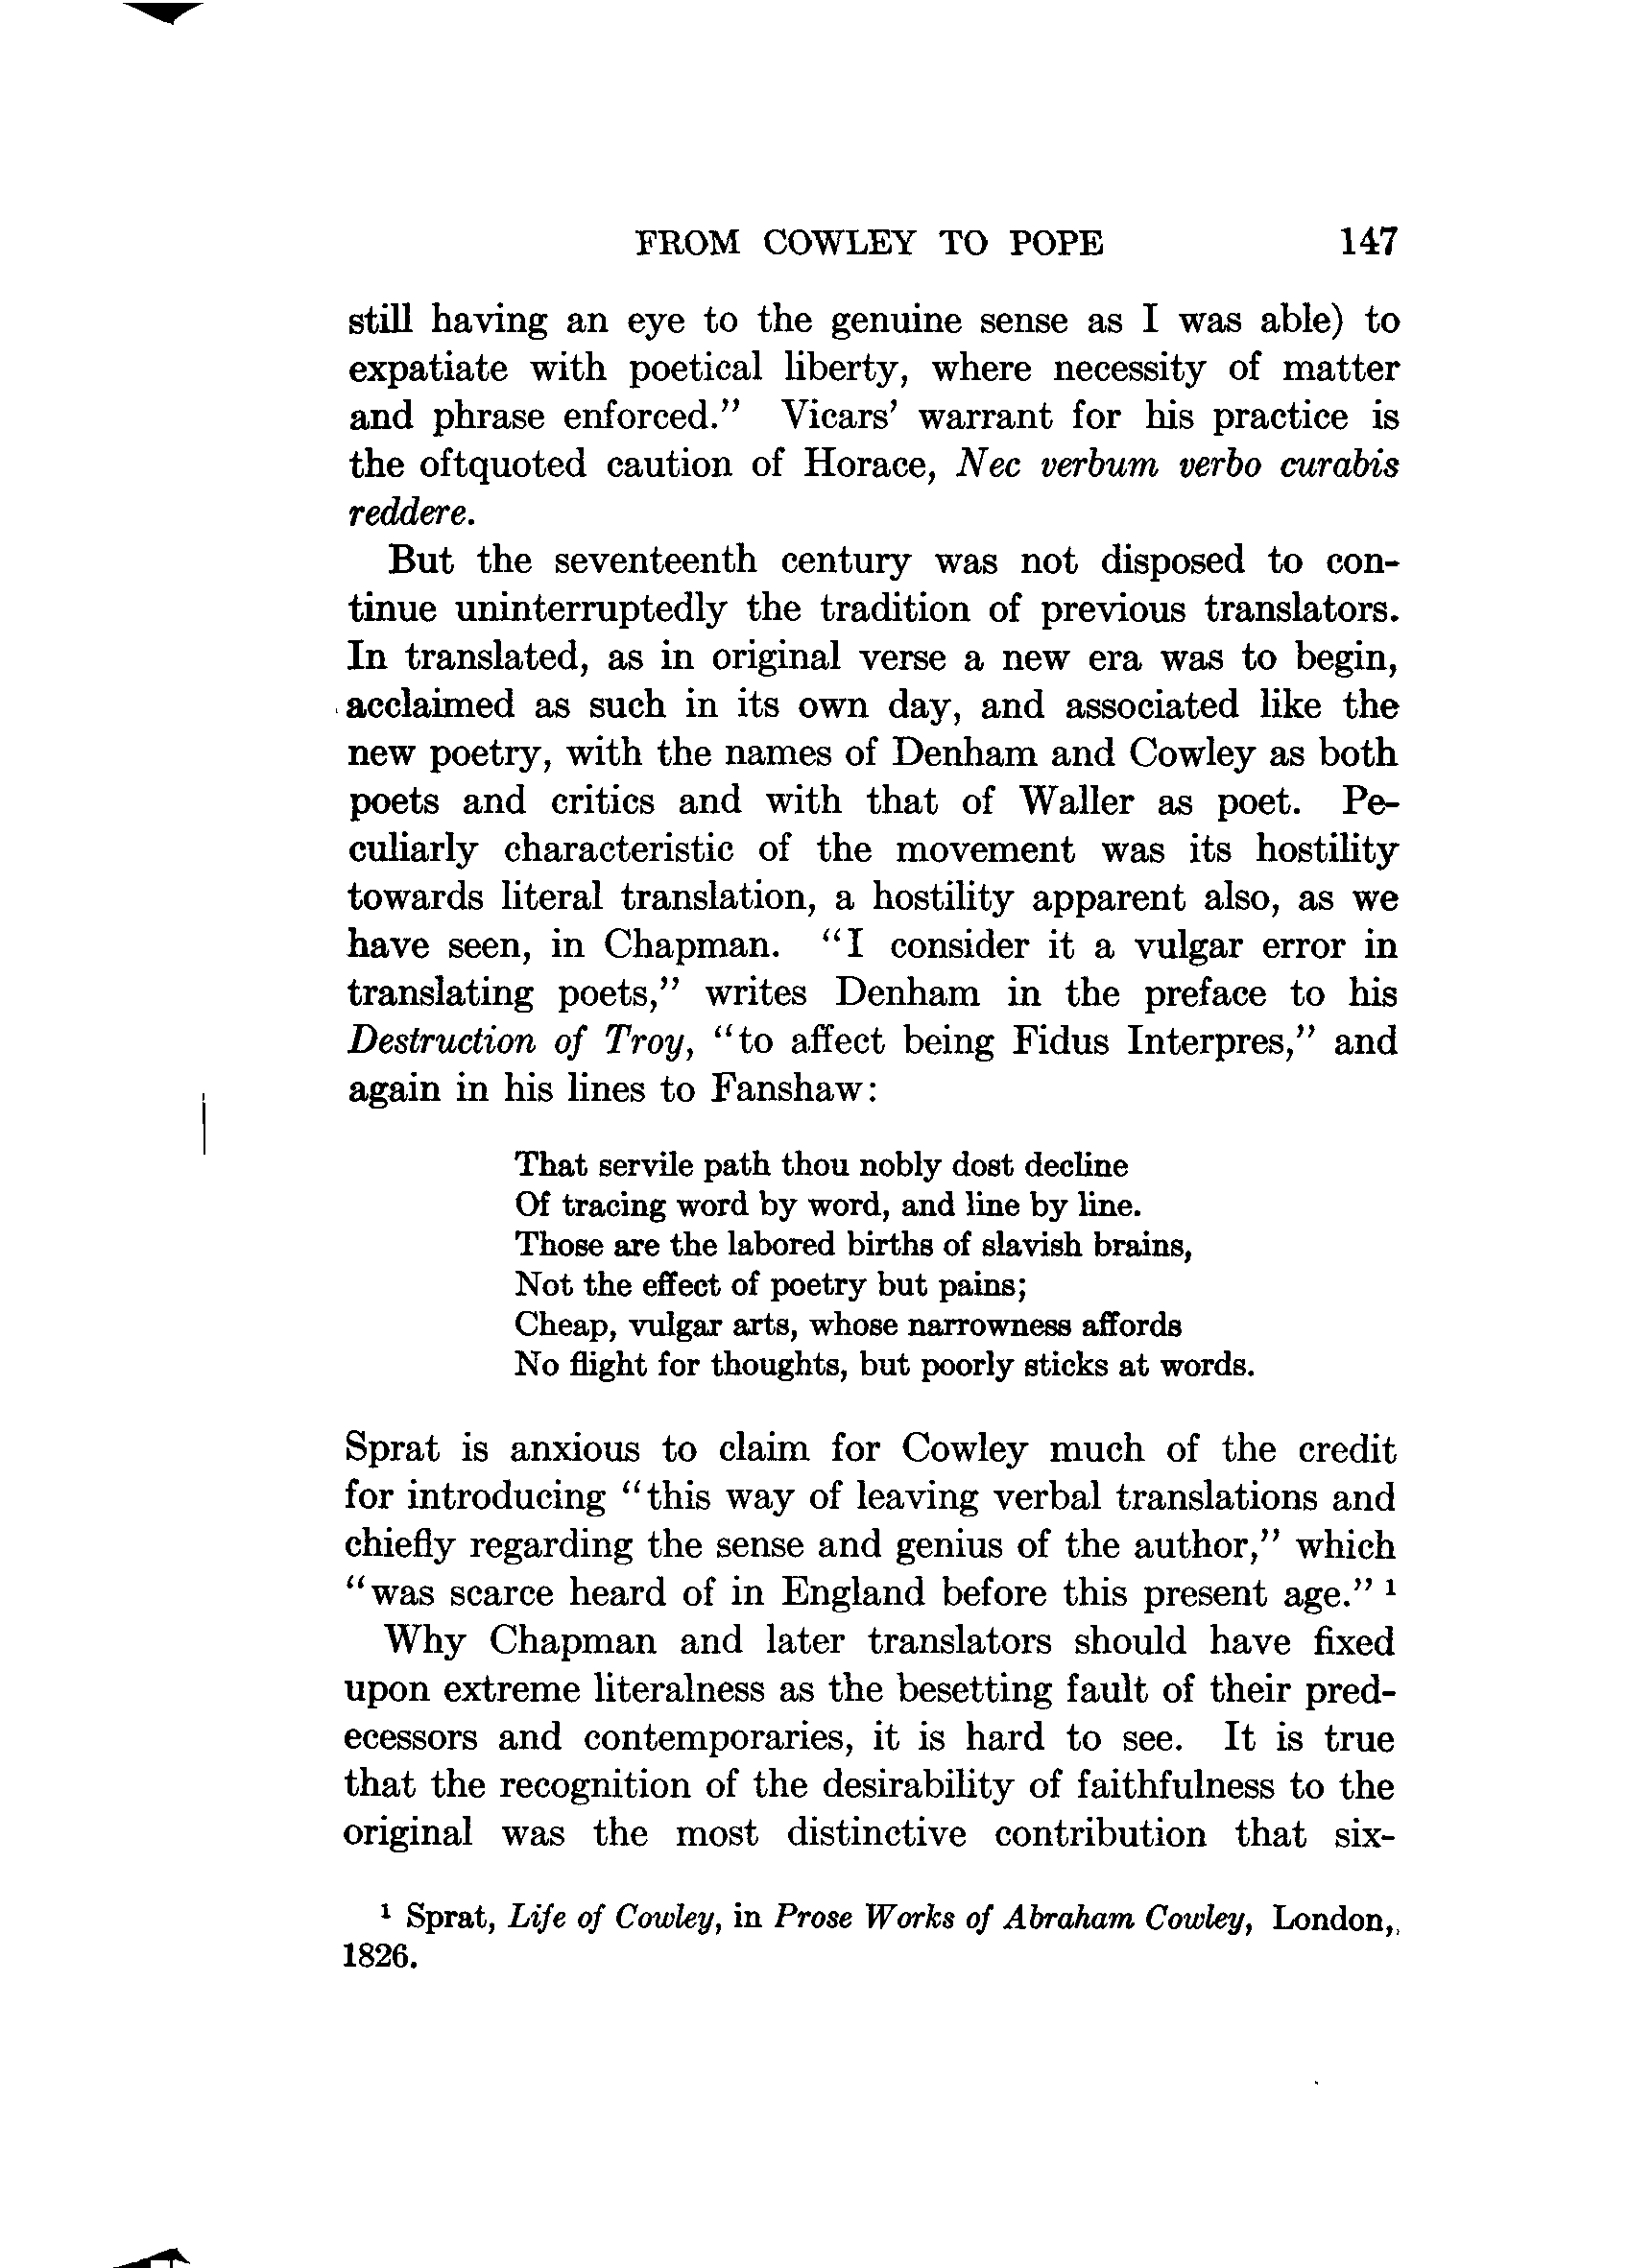 FROM COWLEY TO POPE 147
still having an eye to the genuine sense as I was able) to
expatiate with poetical liberty, where necessity of matter
and phrase enforced.” Vicars’ warrant for his practice is
the oftquoted caution of Horace, Nec verbum verbo curabis
reddere.
But the seventeenth century was not disposed to con-
tinue uninterruptedly the tradition of previous translators.
In translated, as in original verse a new era was to begin,
acclaimed as such in its own day, and associated like the
new poetry, with the names of Denham and Cowley as both
poets and critics and with that of Waller as poet. Pe-
culiarly characteristic of the movement was its hostility
towards literal translation, a hostility apparent also, as we
have seen, in Chapman. “I consider it a vulgar error in
translating poets,” writes Denham in the preface to his
Destruction of Troy, “to affect being Fidus Interpres,” and
again in his lines to Fanshaw:
That servile path thou nobly dost decline
Of tracing word by word, and line by line.
Those are the labored births of slavish brains,
Not the effect of poetry but pains;
Cheap, vulgar arts, whose narrowness affords
No flight for thoughts, but poorly sticks at words.
Sprat is anxious to claim for Cowley much of the credit
for introducing “this way of leaving verbal translations and
chiefly regarding the sense and genius of the author,” which
“was scarce heard of in England before this present age.” ¹
Why Chapman and later translators should have fixed
upon extreme literalness as the besetting fault of their pred-
ecessors and contemporaries, it is hard to see. It is true
that the recognition of the desirability of faithfulness to the
original was the most distinctive contribution that six-
¹ Sprat, Life of Cowley, in Prose Works of Abraham Cowley, London,
1826.